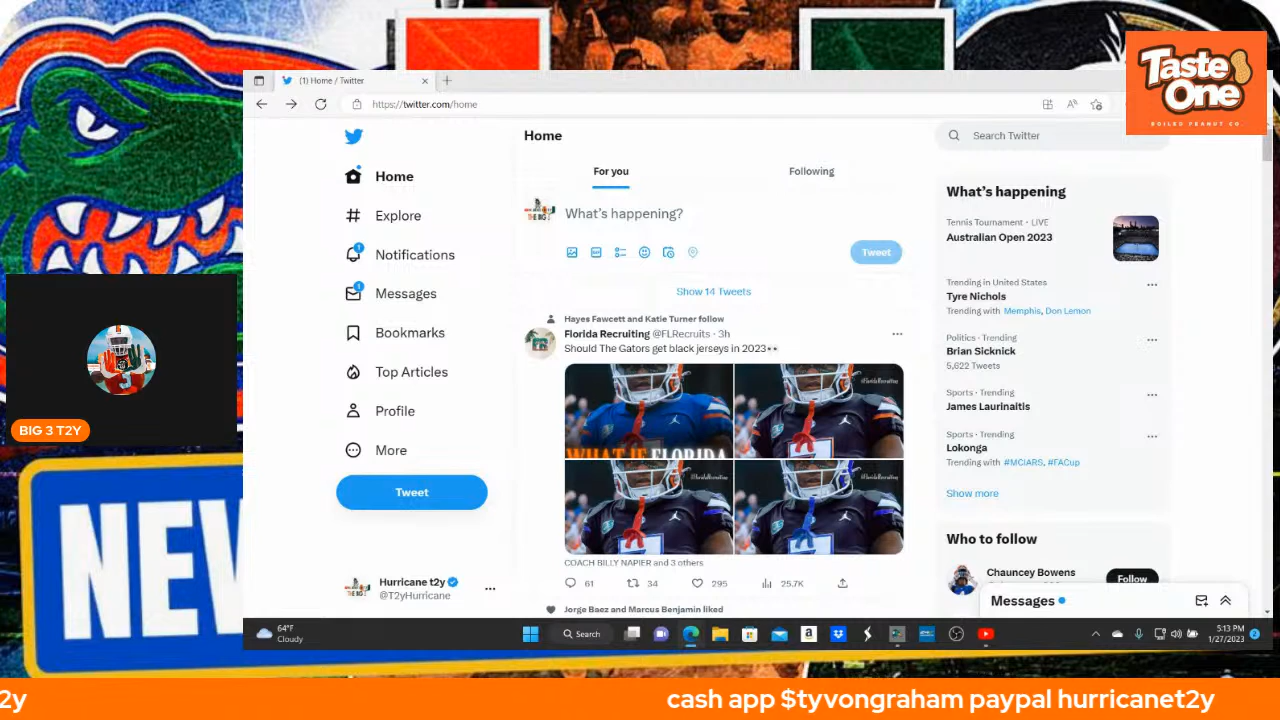 Taste
One
BOILED PEANUT CO.
(1) Home / Twitter
https://twitter.com/home
Home
Explore
Notifications
1
Messages
1
Bookmarks
Top Articles
Profile
More
Tweet
Hurricane t2y
@T2yHurricane
Home
For you
Following
What's happening?
Tweet
Show 14 Tweets
Hayes Fawcett and Katie Turner follow
Florida Recruiting @FLRecruits · 3h
Should The Gators get black jerseys in 2023👀
WHAT IF FLORIDA
COACH BILLY NAPIER and 3 others
61
34
295
25.7K
Jorge Baez and Marcus Benjamin liked
Search Twitter
What's happening
Tennis Tournament · LIVE
Australian Open 2023
Trending in United States
Tyre Nichols
Trending with Memphis, Don Lemon
Politics · Trending
Brian Sicknick
5,622 Tweets
Sports · Trending
James Laurinaitis
Sports · Trending
Lokonga
Trending with #MCIARS, #FACup
Show more
Who to follow
Chauncey Bowens
Follow
Messages
BIG 3 T2Y
NEW
64°F
Cloudy
Search
5:13 PM
1/27/2023
2
2y
cash app $tyvongraham paypal hurricanet2y